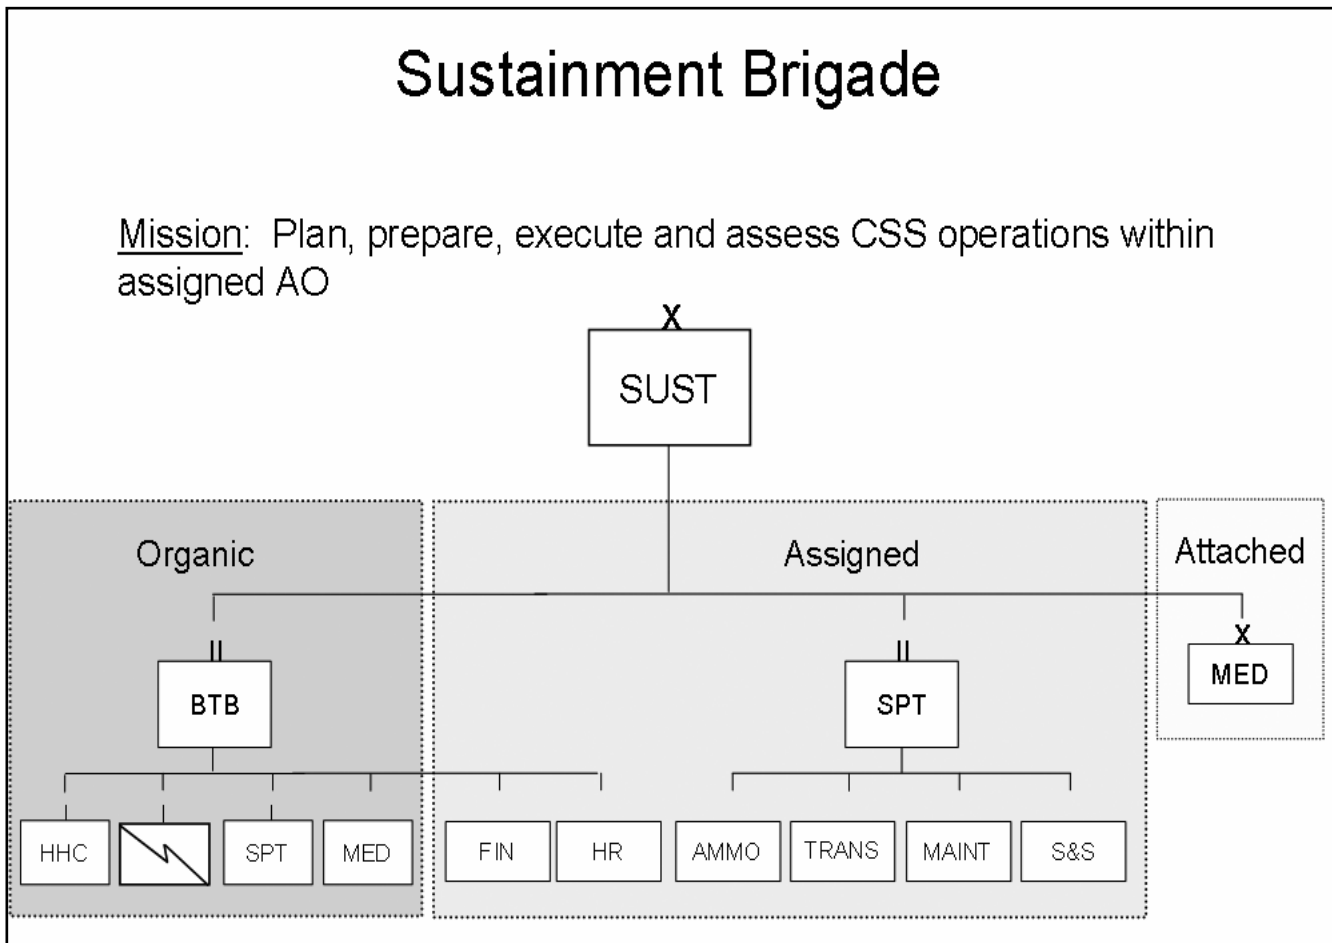 Sustainment Brigade
Mission: Plan, prepare, execute and assess CSS operations within
assigned AO
X
SUST
Organic
Assigned
Attached
II
BTB
II
SPT
X
MED
HHC
SPT
MED
FIN
HR
AMMO
TRANS
MAINT
S&S